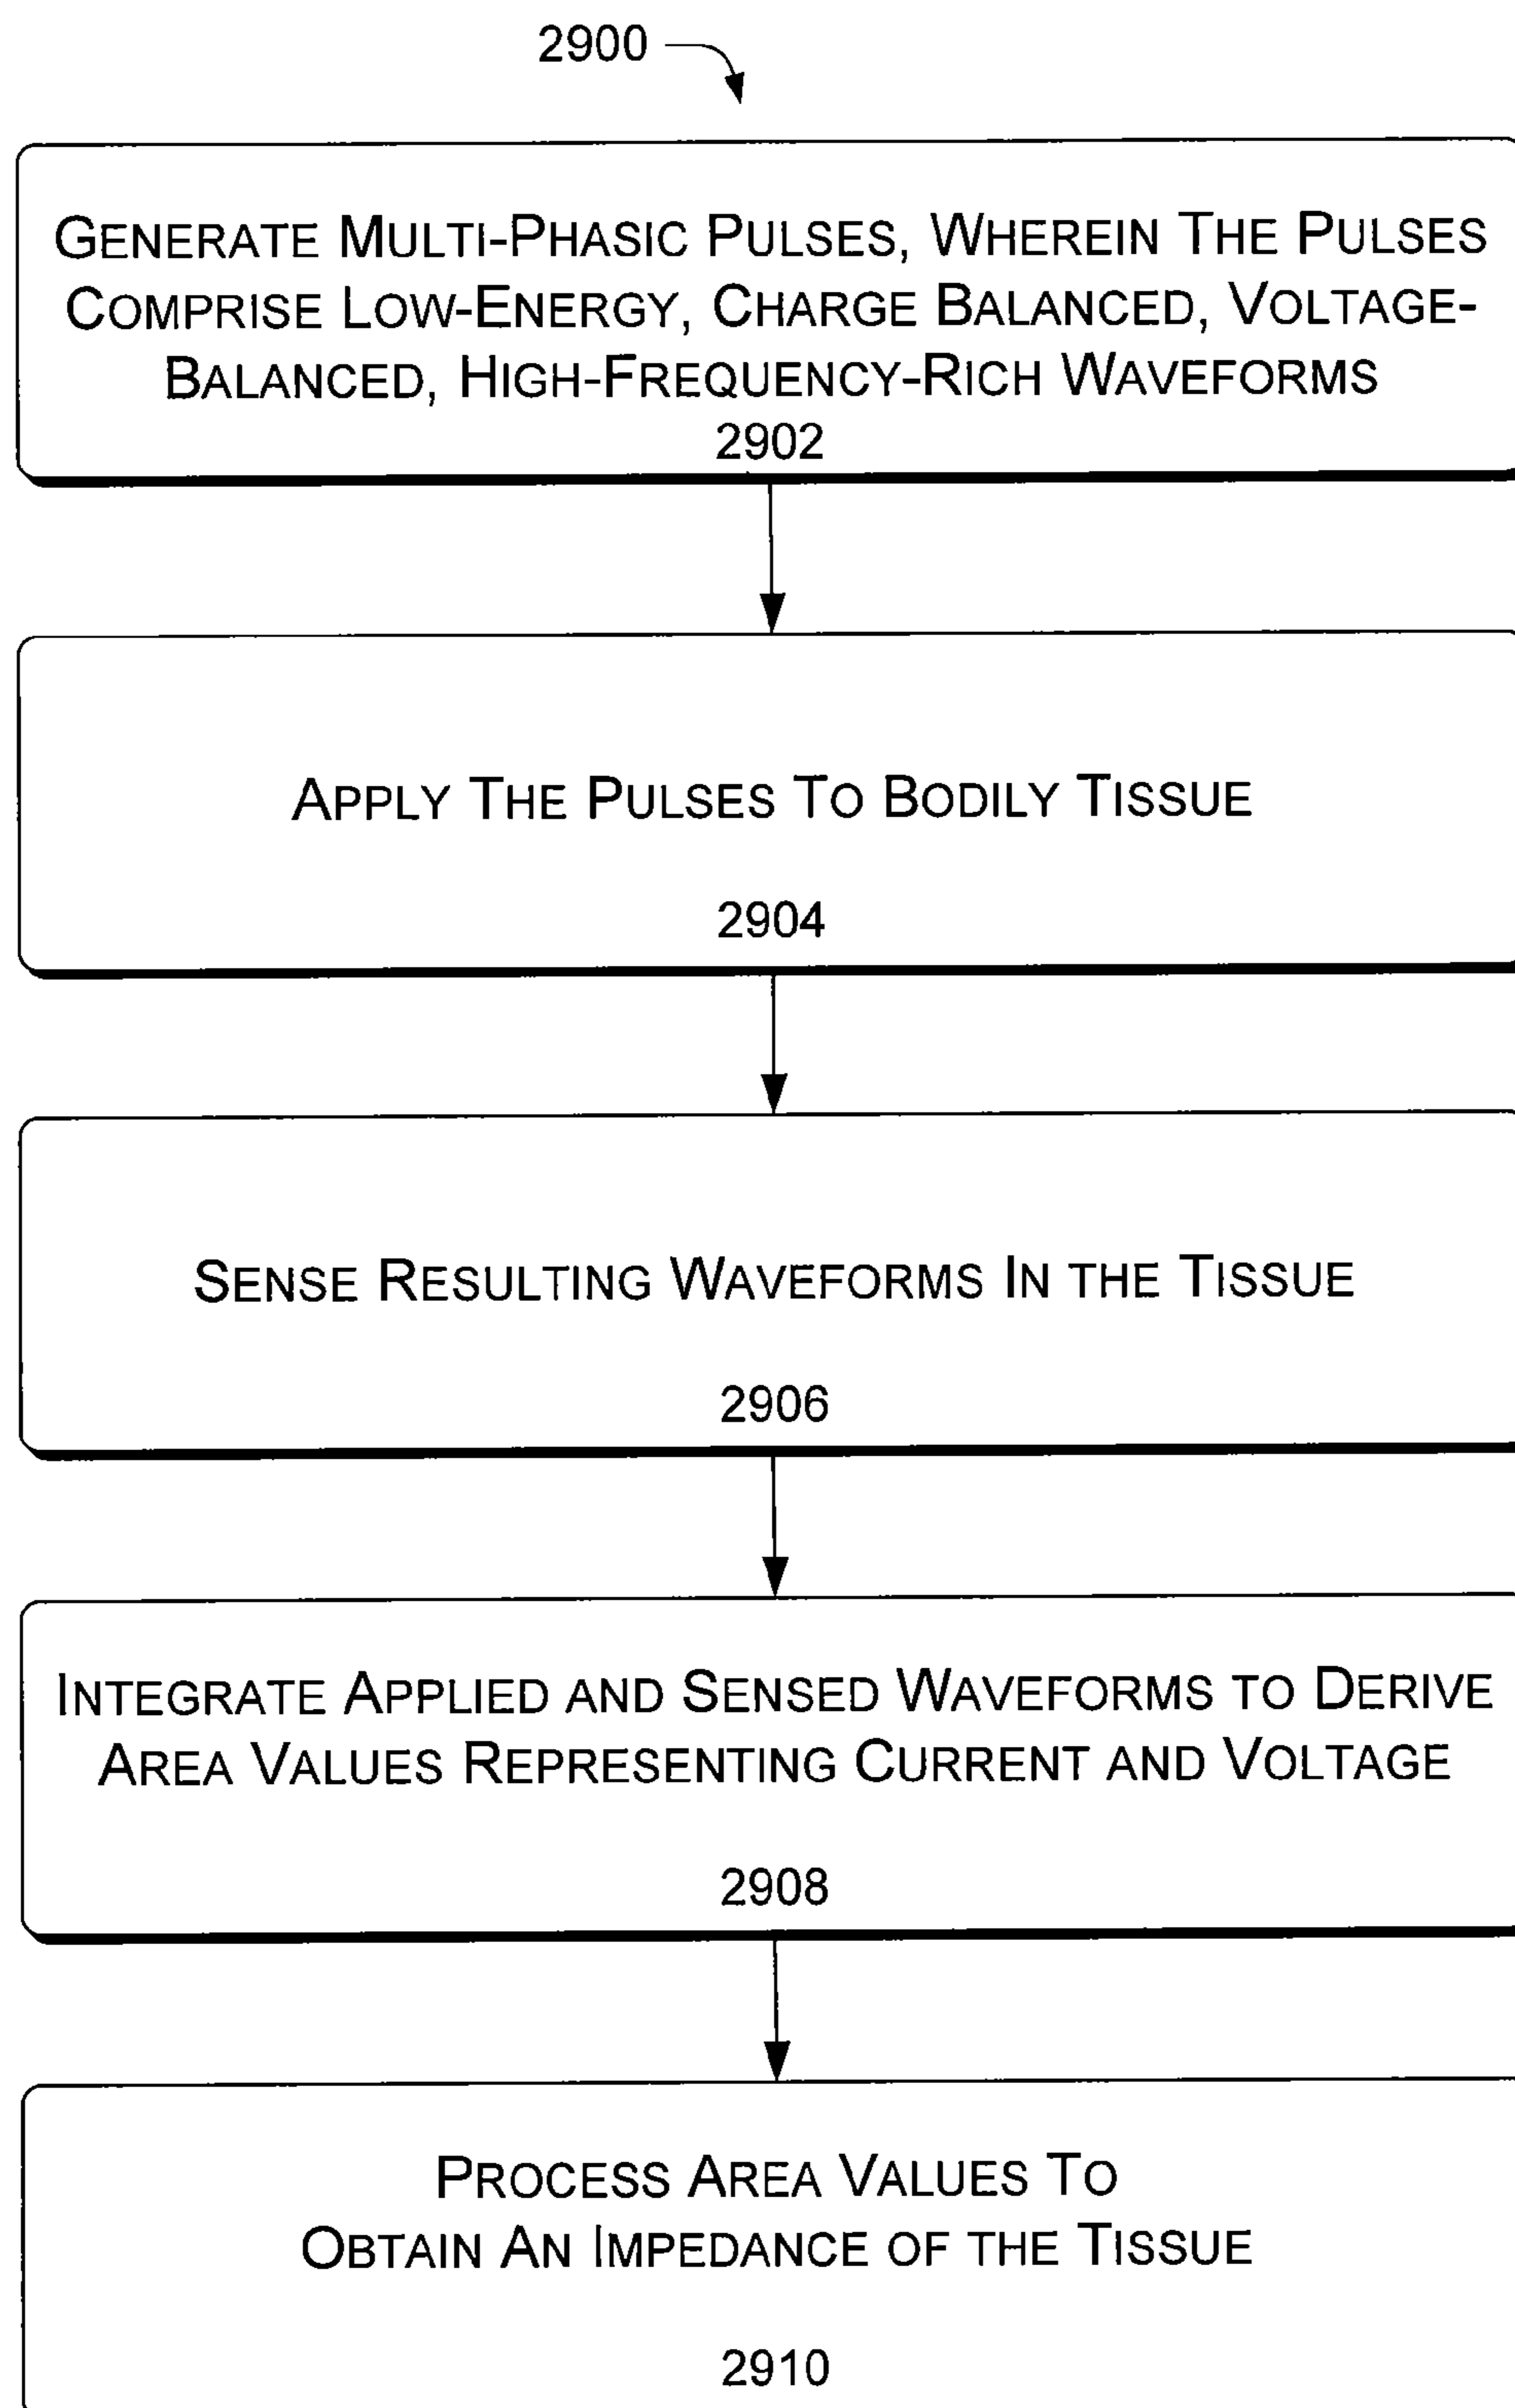 2900
GENERATE MULTI-PHASIC PULSES, WHEREIN THE PULSES
COMPRISE LOW-ENERGY, CHARGE BALANCED, VOLTAGE-
BALANCED, HIGH-FREQUENCY-RICH WAVEFORMS
2902
APPLY THE PULSES TO BODILY TISSUE
2904
SENSE RESULTING WAVEFORMS IN THE TISSUE
2906
INTEGRATE APPLIED AND SENSED WAVEFORMS TO DERIVE
AREA VALUES REPRESENTING CURRENT AND VOLTAGE
2908
PROCESS AREA VALUES TO
OBTAIN AN IMPEDANCE OF THE TISSUE
2910